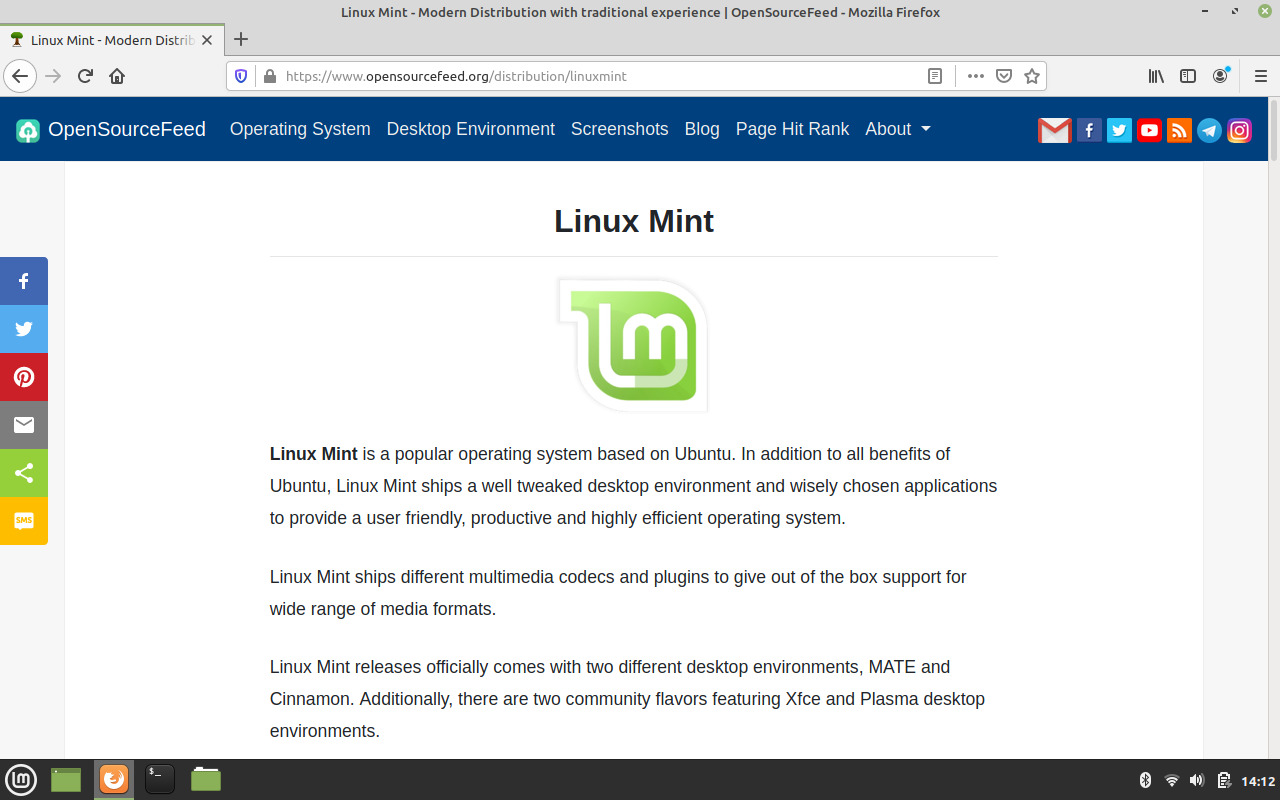 Linux Mint - Modern Distribution with traditional experience | OpenSourceFeed - Mozilla Firefox
Linux Mint - Modern Distrib
https://www.opensourcefeed.org/distribution/linuxmint
OpenSourceFeed Operating System Desktop Environment Screenshots Blog Page Hit Rank About
Linux Mint
lm
Linux Mint is a popular operating system based on Ubuntu. In addition to all benefits of
Ubuntu, Linux Mint ships a well tweaked desktop environment and wisely chosen applications
to provide a user friendly, productive and highly efficient operating system.
SMS
Linux Mint ships different multimedia codecs and plugins to give out of the box support for
wide range of media formats.
Linux Mint releases officially comes with two different desktop environments, MATE and
Cinnamon. Additionally, there are two community flavors featuring Xfce and Plasma desktop
environments.
lm $_ 14:12